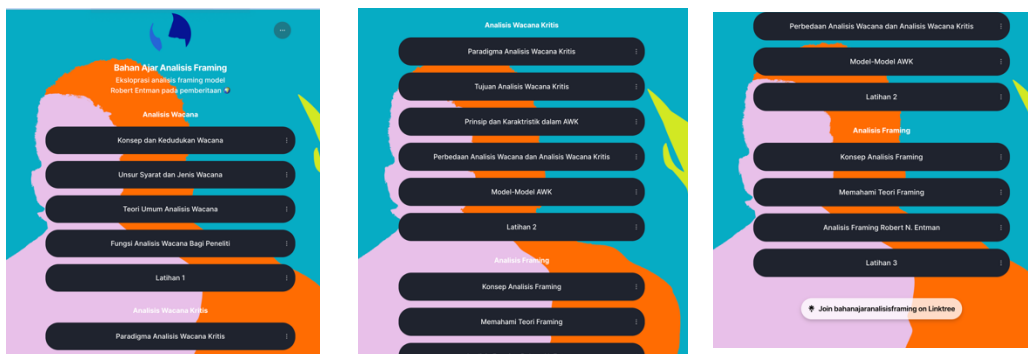 Bahan Ajar Analisis Framing
Eksloprasi analisis framing model
Robert Entman pada pemberitaan
Analisis Wacana
Konsep dan Kedudukan Wacana
Unsur Syarat dan Jenis Wacana
Teori Umum Analisis Wacana
Fungsi Analisis Wacana Bagi Peneliti
Latihan 1
Analisis Wacana Kritis
Paradigma Analisis Wacana Kritis
Analisis Wacana Kritis
Paradigma Analisis Wacana Kritis
Tujuan Analisis Wacana Kritis
Prinsip dan Karaktristik dalam AWK
Perbedaan Analisis Wacana dan Analisis Wacana Kritis
Model-Model AWK
Latihan 2
Analisis Framing
Konsep Analisis Framing
Memahami Teori Framing
Perbedaan Analisis Wacana dan Analisis Wacana Kritis
Model-Model AWK
Latihan 2
Analisis Framing
Konsep Analisis Framing
Memahami Teori Framing
Analisis Framing Robert N. Entman
Latihan 3
Join bahanajaranalisisframing on Linktree